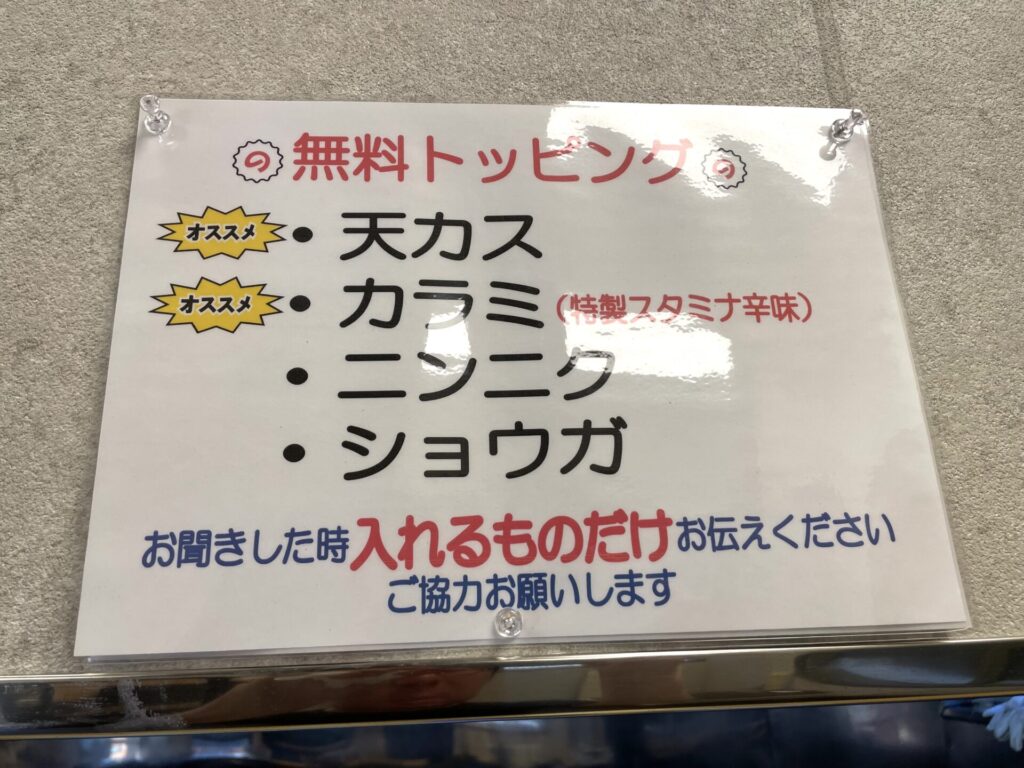 の 無料トッピング の
オススメ ・ 天カス
オススメ ・ カラミ (特製スタミナ辛味)
・ ニンニク
・ ショウガ
お聞きした時入れるものだけお伝えください
ご協力お願いします